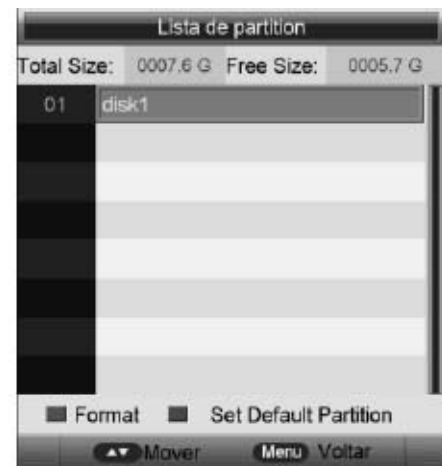 Lista de partition
Total Size: 0007.6 G Free Size: 0005.7 G
01 disk1
Format Set Default Partition
Mover Menu Voltar